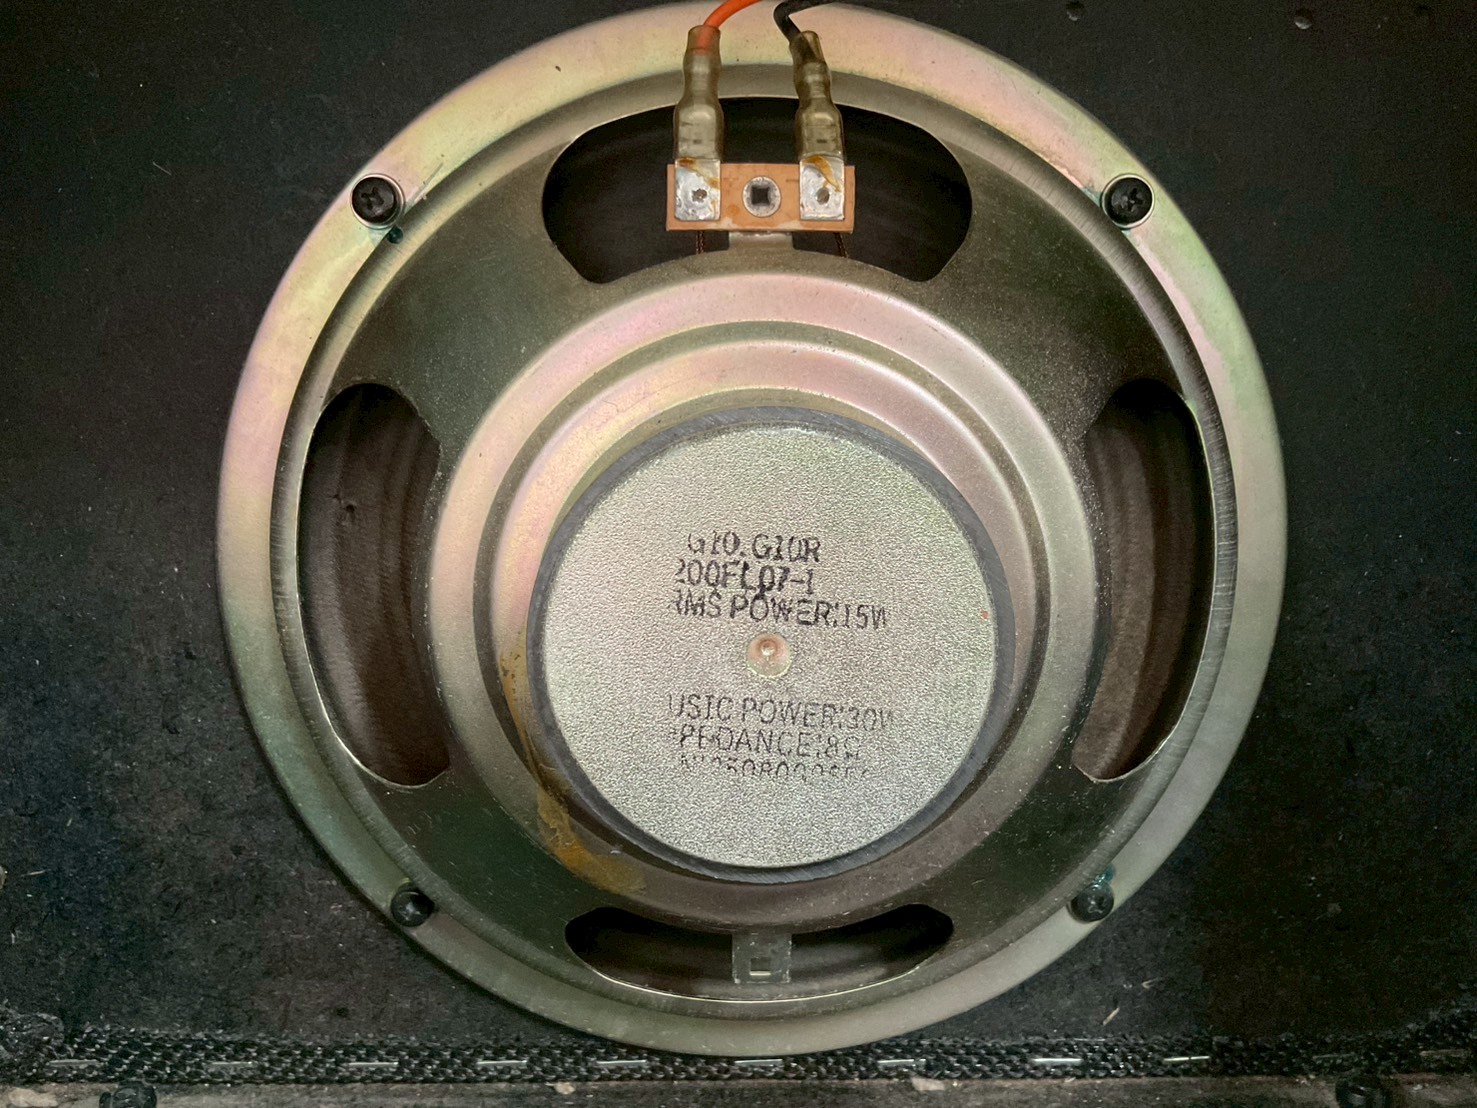 G10.G10R
200FL07-1
RMS POWER:15W
USIC POWER:30W
PEDANCE:8Ω